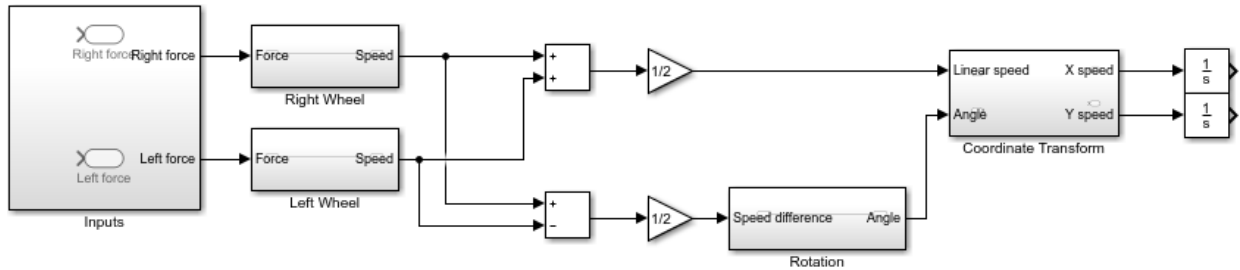 Right force
Right force
Left force
Left force
Inputs
Force
Speed
Right Wheel
Force
Speed
Left Wheel
+
+
1/2
+
−
1/2
Speed difference
Angle
Rotation
Linear speed
X speed
Angle
Y speed
Coordinate Transform
1
s
1
s